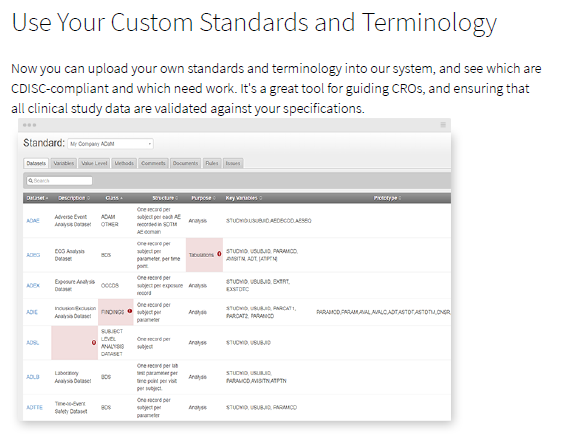 Use Your Custom Standards and Terminology
Now you can upload your own standards and terminology into our system, and see which are
CDISC-compliant and which need work. It's a great tool for guiding CROs, and ensuring that
all clinical study data are validated against your specifications.
Standard: My Company ADaM
Datasets Variables Value Level Methods Comments Documents Rules Issues
Search
Dataset Description Class Structure Purpose Key Variables Prototype
ADAE Adverse Event Analysis Dataset ADAM OTHER One record per subject per each AE recorded in SDTM AE domain Analysis STUDYID, USUBJID, AEDECOD, AESEQ
ADEG ECG Analysis Dataset BDS One record per subject per parameter, per time point Tabulations STUDYID, USUBJID, PARAMCD, AVISITN, ADT, [ATPTN]
ADEX Exposure Analysis Dataset OCCDS One record per subject per exposure record Analysis STUDYID, USUBJID, EXTRT, EXSTDTC
ADIE Inclusion/Exclusion Analysis Dataset FINDINGS One record per subject per parameter Analysis STUDYID, USUBJID, PARCAT1, PARCAT2, PARAMCD PARAMCD,PARAM,AVAL,AVALC,ADT,ASTDT,ASTDTM,CNSR,
ADSL SUBJECT LEVEL ANALYSIS DATASET One record per subject Analysis STUDYID, USUBJID
ADLB Laboratory Analysis Dataset BDS One record per lab test parameter per time point per visit per subject. Analysis STUDYID, USUBJID, PARAMCD,AVISITN,ATPTN
ADTTE Time-to-Event Safety Dataset BDS One record per subject per parameter Analysis STUDYID, USUBJID, PARAMCD